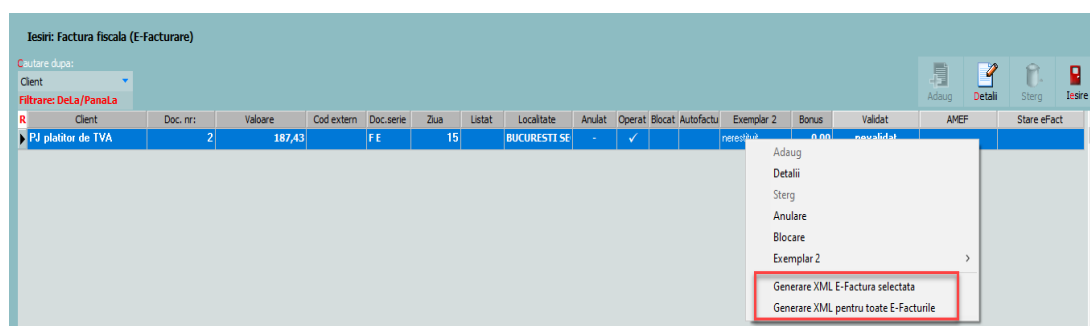 Iesiri: Factura fiscala (E-Facturare)
Cautare dupa:
Client
Filtrare: DeLa/PanaLa
Adaug Detalii Sterg Iesire
R Client Doc. nr: Valoare Cod extern Doc.serie Ziua Listat Localitate Anulat Operat Blocat Autofactu Exemplar 2 Bonus Validat AMEF Stare eFact
PJ platitor de TVA 2 187,43 F E 15 BUCURESTI SE - ✓ nerestituit 0,00 nevalidat
Adaug
Detalii
Sterg
Anulare
Blocare
Exemplar 2
Generare XML E-Factura selectata
Generare XML pentru toate E-Facturile